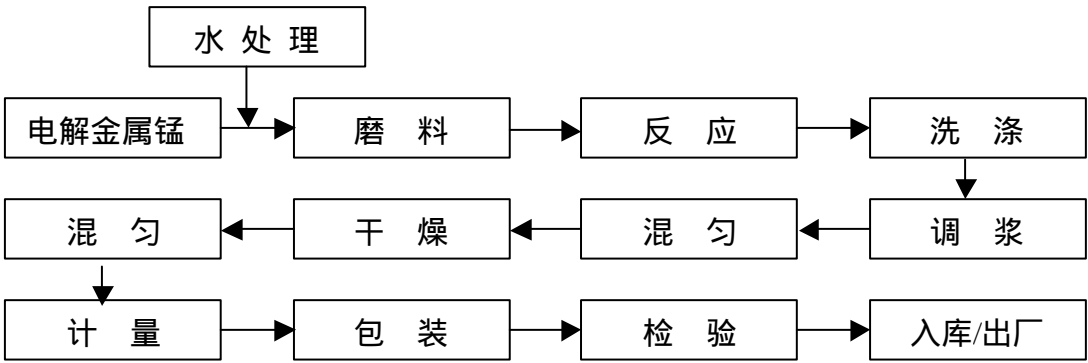 水 处 理
电解金属锰
磨 料
反 应
洗 涤
混 匀
干 燥
混 匀
调 浆
计 量
包 装
检 验
入库/出厂